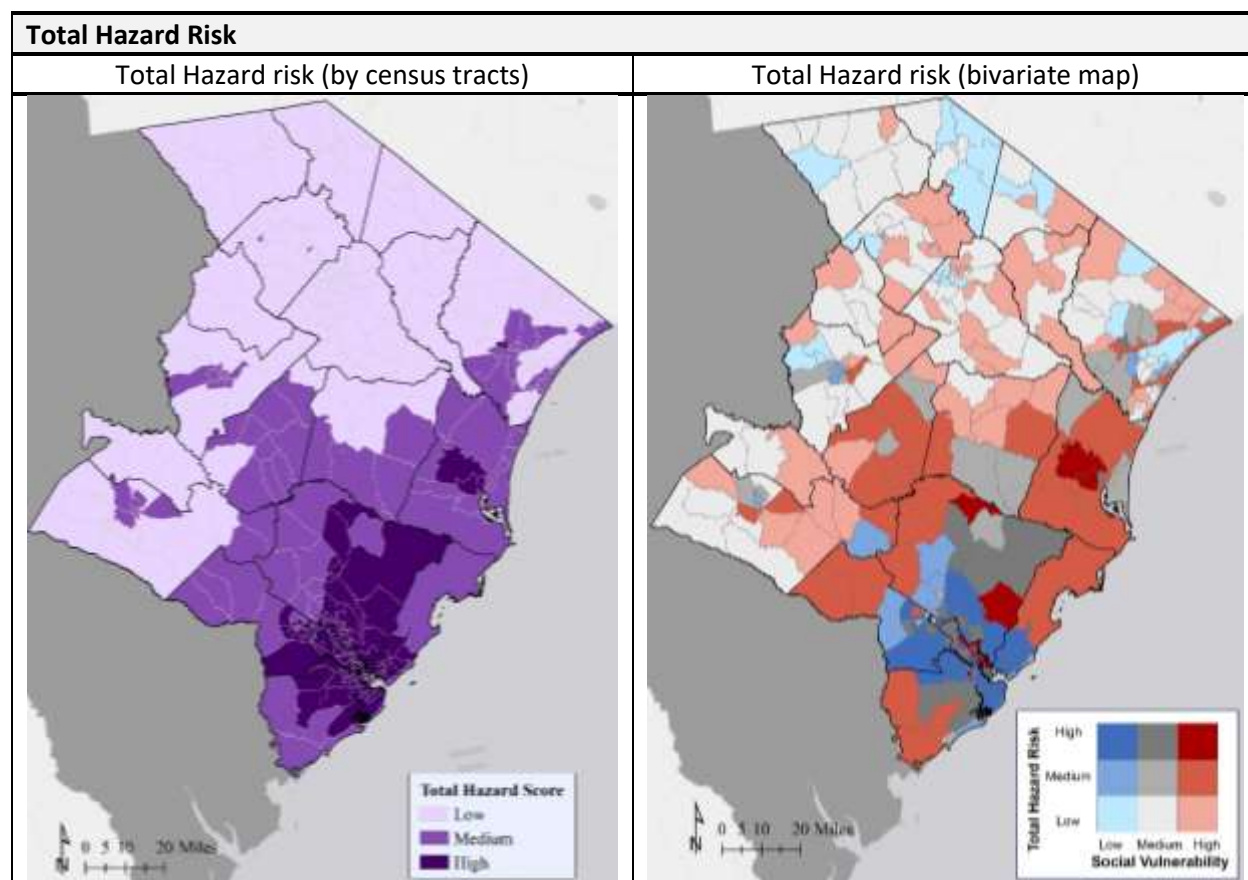 Total Hazard Risk
Total Hazard risk (by census tracts)
Total Hazard risk (bivariate map)
Total Hazard Score
Low
Medium
High
N
0 5 10 20 Miles
Total Hazard Risk
High
Medium
Low
Low Medium High
Social Vulnerability
N
0 5 10 20 Miles